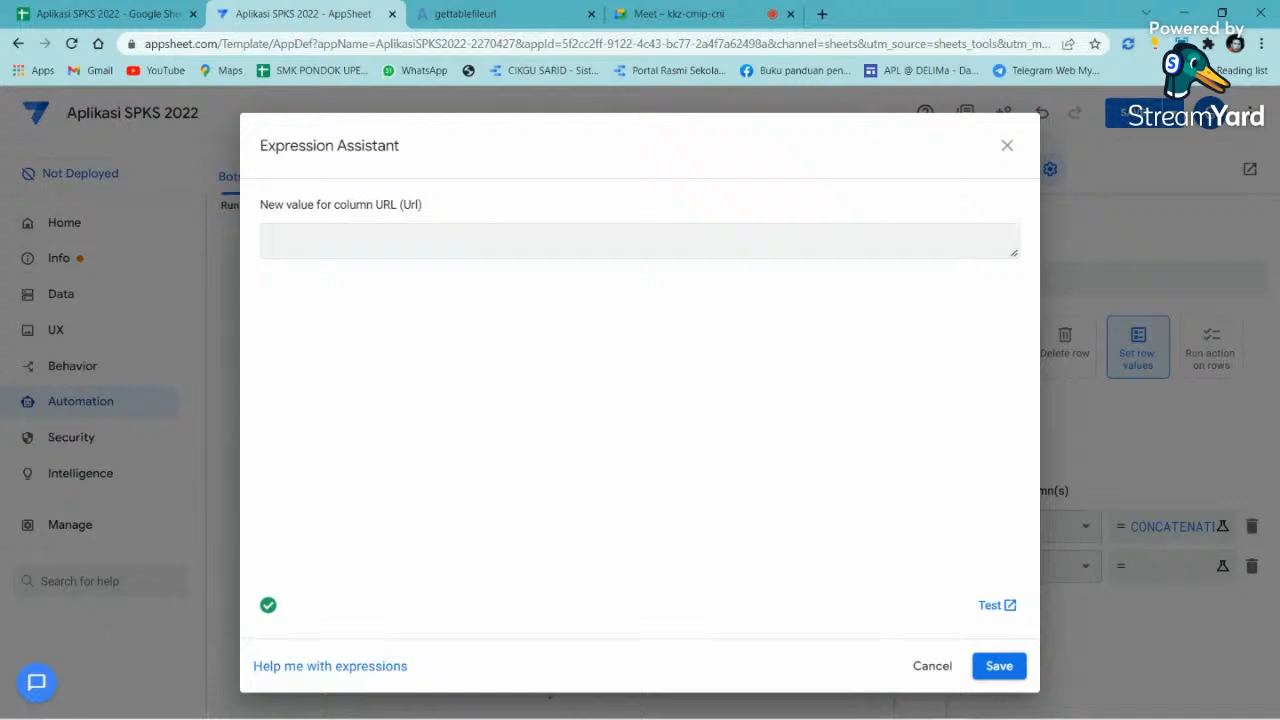 Aplikasi SPKS 2022 - Google She
Aplikasi SPKS 2022 - AppSheet
gettablefileurl
Meet – kkz-cmip-cni
appsheet.com/Template/AppDef?appName=AplikasiSPKS2022-2270427&appId=5f2cc2ff-9122-4c43-bc77-2a4f7a62498a&channel=sheets&utm_source=sheets_tools&utm_m...
Apps
Gmail
YouTube
Maps
SMK PONDOK UPE...
WhatsApp
CIKGU SARID - Sist...
Portal Rasmi Sekola...
Buku panduan pen...
APL @ DELIMa - Da...
Telegram Web My...
Reading list
Powered by
StreamYard
Aplikasi SPKS 2022
Not Deployed
Home
Info
Data
UX
Behavior
Automation
Security
Intelligence
Manage
Search for help
Bots
Run
Expression Assistant
New value for column URL (Url)
Test
Help me with expressions
Cancel
Save
Delete row
Set row values
Run action on rows
mn(s)
= CONCATENATE
=